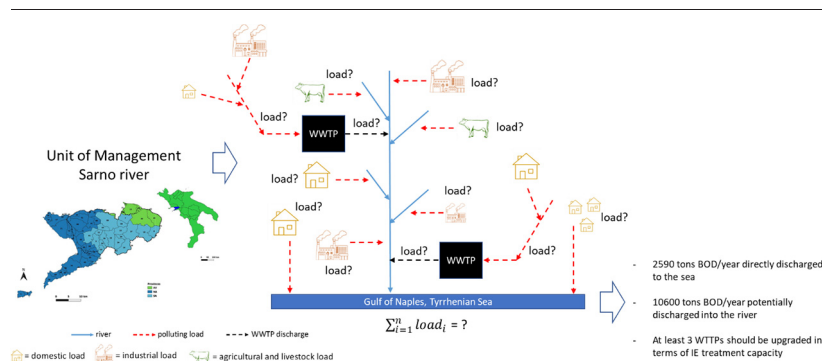 load?
load?
load?
load?
load?
WWTP
load?
load?
Unit of Management
Sarno river
load?
load?
load?
load?
load?
load?
load?
WWTP
load?
Gulf of Naples, Tyrrhenian Sea
∑ⁿᵢ₌₁ loadᵢ = ?
- 2590 tons BOD/year directly discharged
to the sea
- 10600 tons BOD/year potentially
discharged into the river
- At least 3 WTTPs should be upgraded in
terms of IE treatment capacity
= river
= polluting load
= WWTP discharge
= domestic load
= industrial load
= agricultural and livestock load